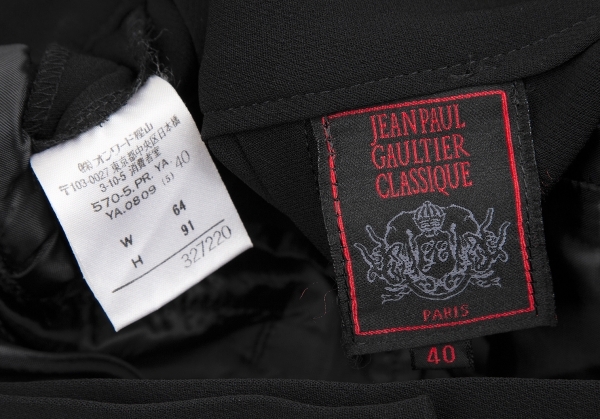 (株)オンワード樫山
〒103-0027 東京都中央区日本橋
3-10-5 消費者室
570-5.PR.YA 40
YA.0809 (S)
W 64
H 91
327220
JEAN PAUL
GAULTIER
CLASSIQUE
PARIS
40